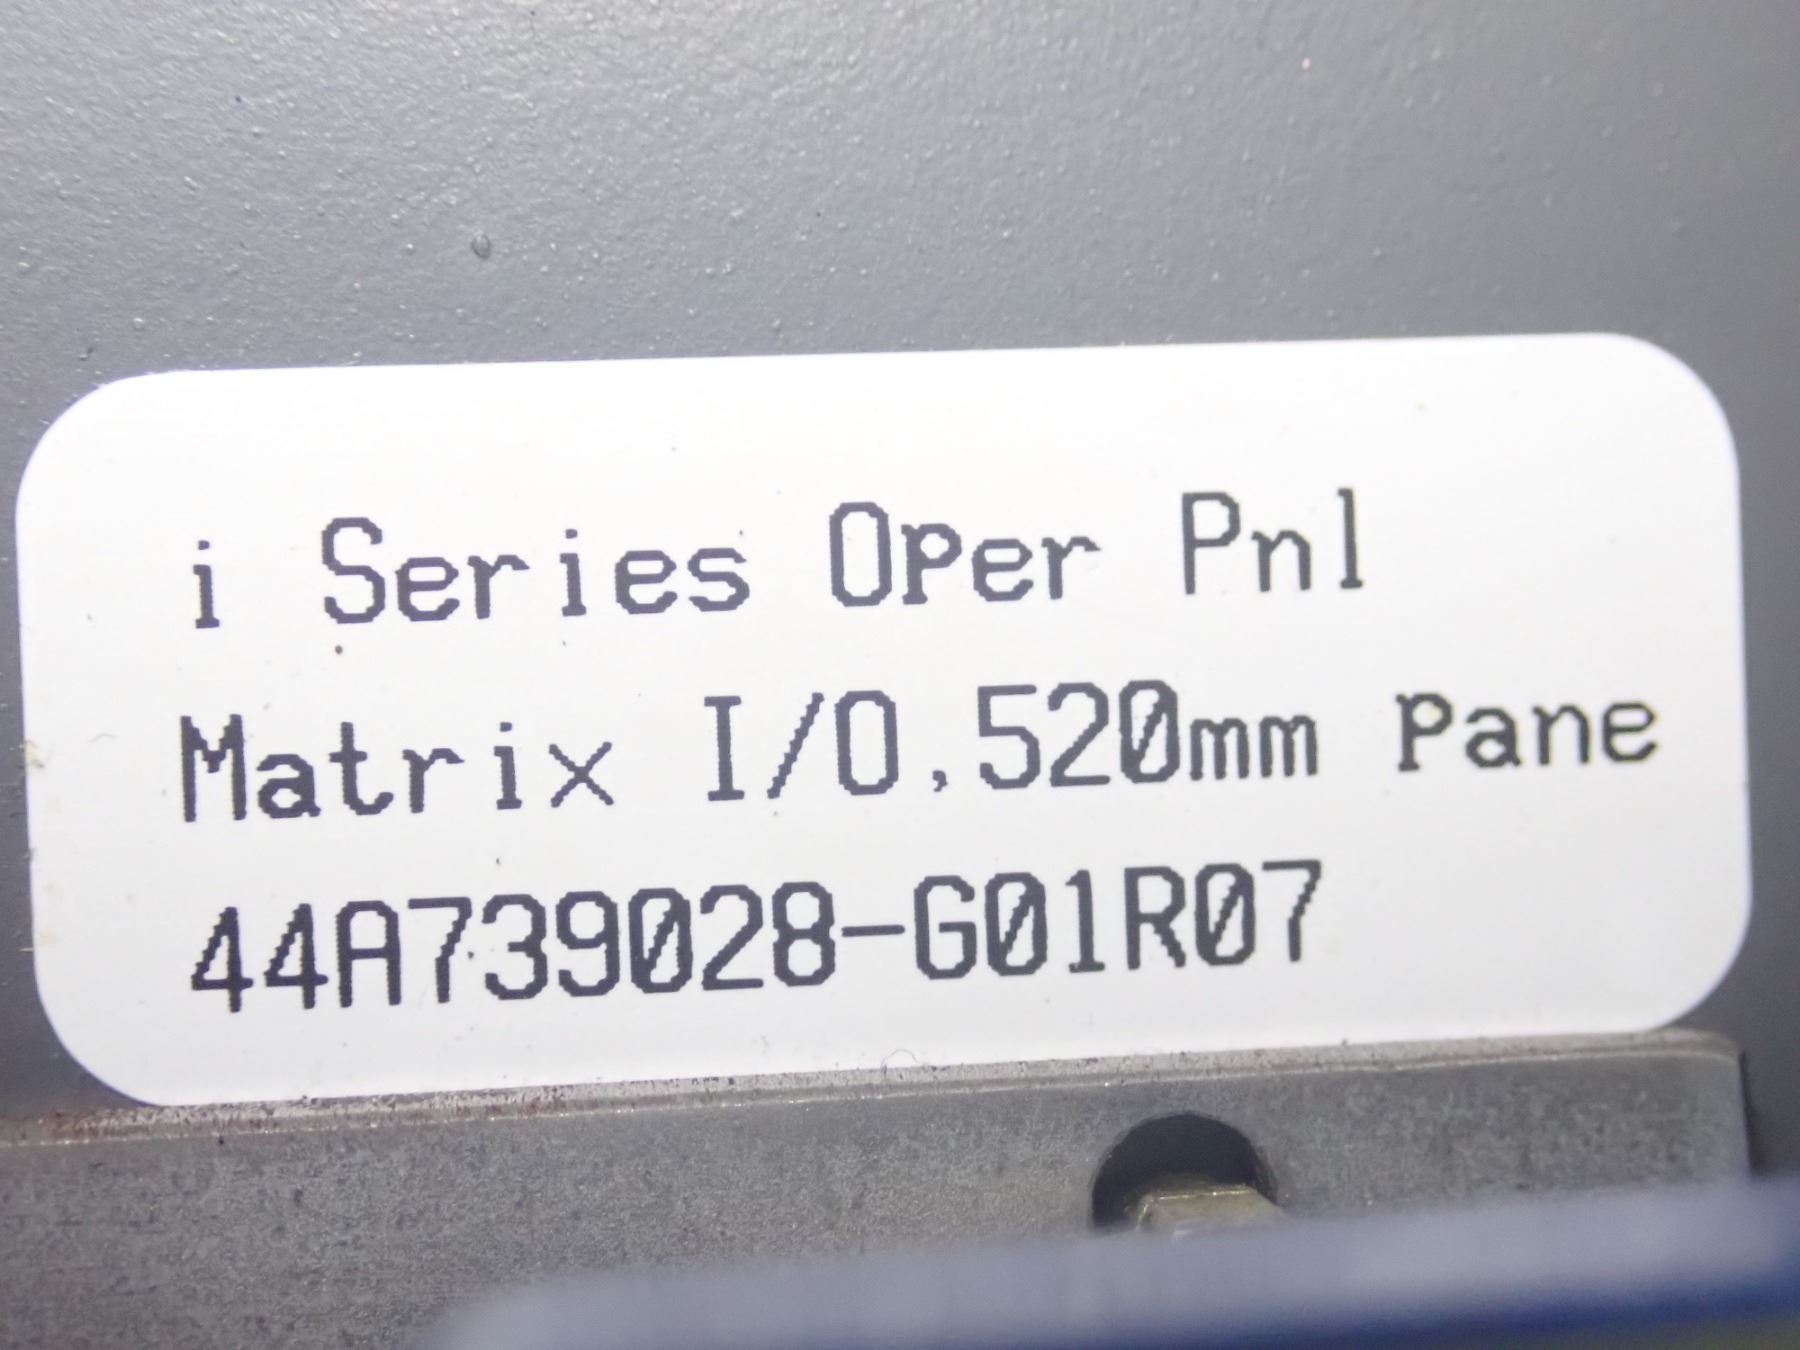 i Series Oper Pnl
Matrix I/O,520mm Pane
44A739028-G01R07